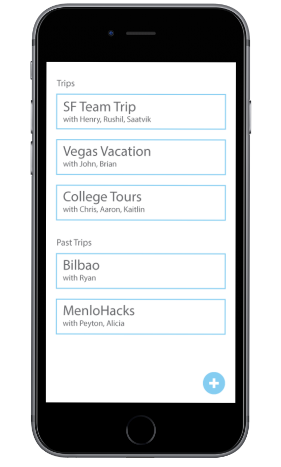 Trips
SF Team Trip
with Henry, Rushil, Saatvik
Vegas Vacation
with John, Brian
College Tours
with Chris, Aaron, Kaitlin
Past Trips
Bilbao
with Ryan
MenloHacks
with Peyton, Alicia